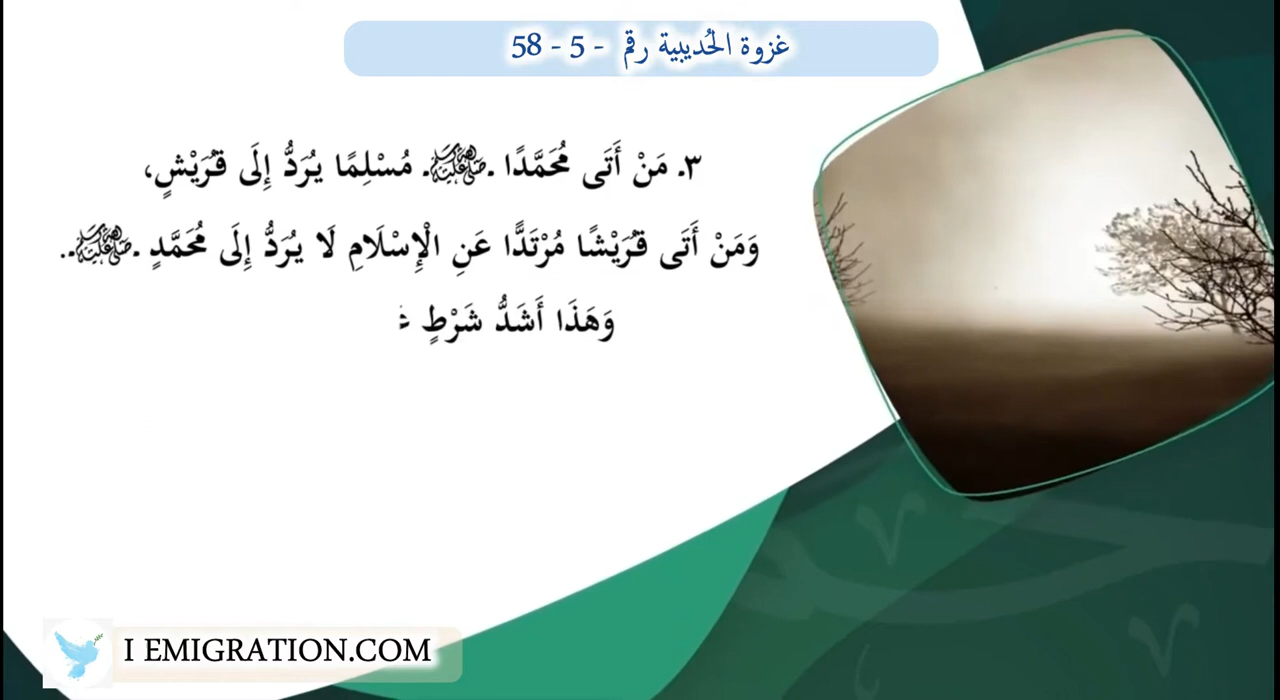 غزوة الحُديبية رقم - 5 - 58
٣. مَنْ أَتَى مُحَمَّدًا ـ ﷺ ـ مُسْلِمًا يُرَدُّ إِلَى قُرَيْشٍ،
وَمَنْ أَتَى قُرَيْشًا مُرْتَدًّا عَنِ الْإِسْلَامِ لَا يُرَدُّ إِلَى مُحَمَّدٍ ـ ﷺ ـ.
وَهَذَا أَشَدُّ شَرْطٍ
I EMIGRATION.COM